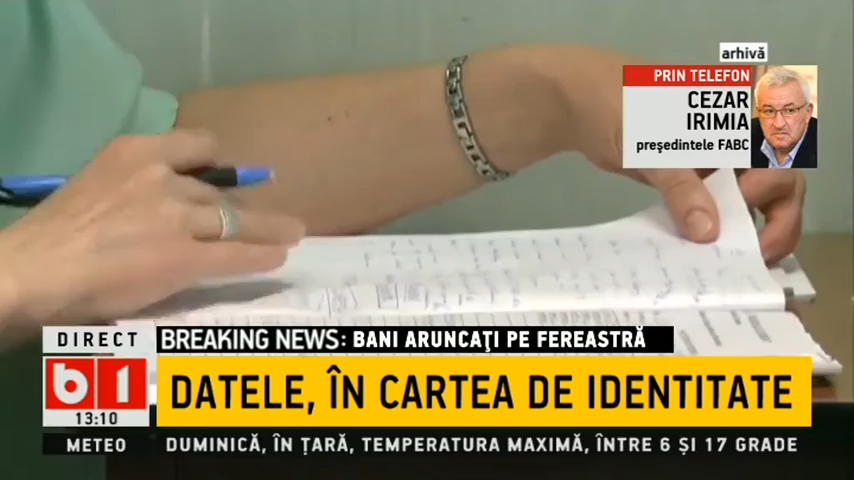 arhivă
PRIN TELEFON
CEZAR
IRIMIA
preşedintele FABC
DIRECT
BREAKING NEWS: BANI ARUNCAŢI PE FEREASTRĂ
b1
DATELE, ÎN CARTEA DE IDENTITATE
13:10
METEO DUMINICĂ, ÎN ŢARĂ, TEMPERATURA MAXIMĂ, ÎNTRE 6 ŞI 17 GRADE